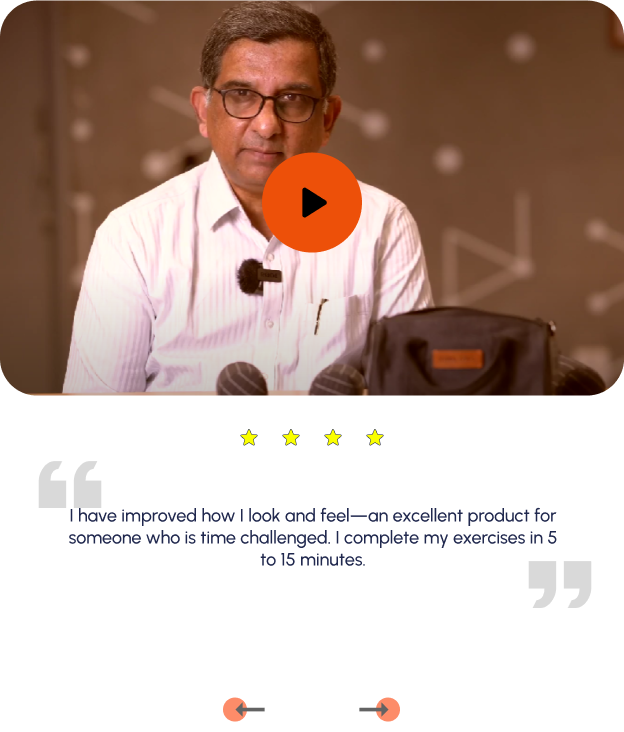 I have improved how I look and feel—an excellent product for
someone who is time challenged. I complete my exercises in 5
to 15 minutes.